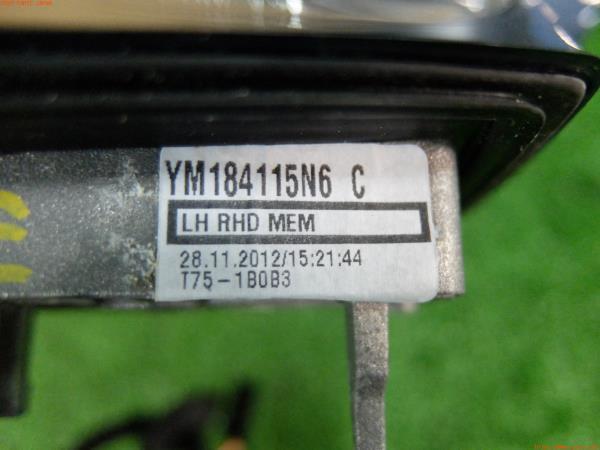 YM184115N6 C
LH RHD MEM
28.11.2012/15:21:44
T75-1B0B3